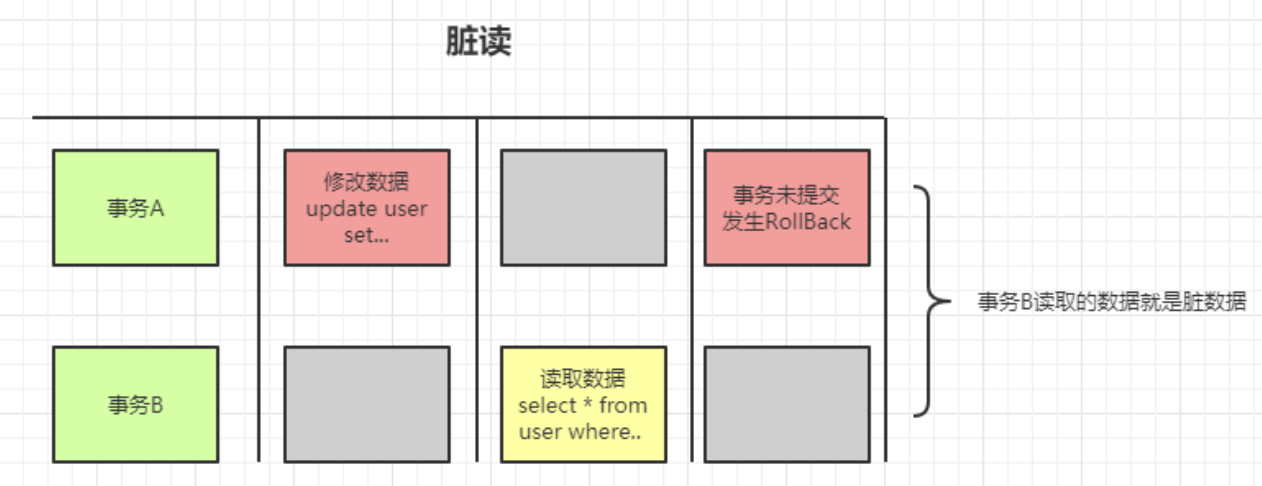 脏读
事务A
修改数据
update user
set...
事务未提交
发生RollBack
事务B读取的数据就是脏数据
事务B
读取数据
select * from
user where..